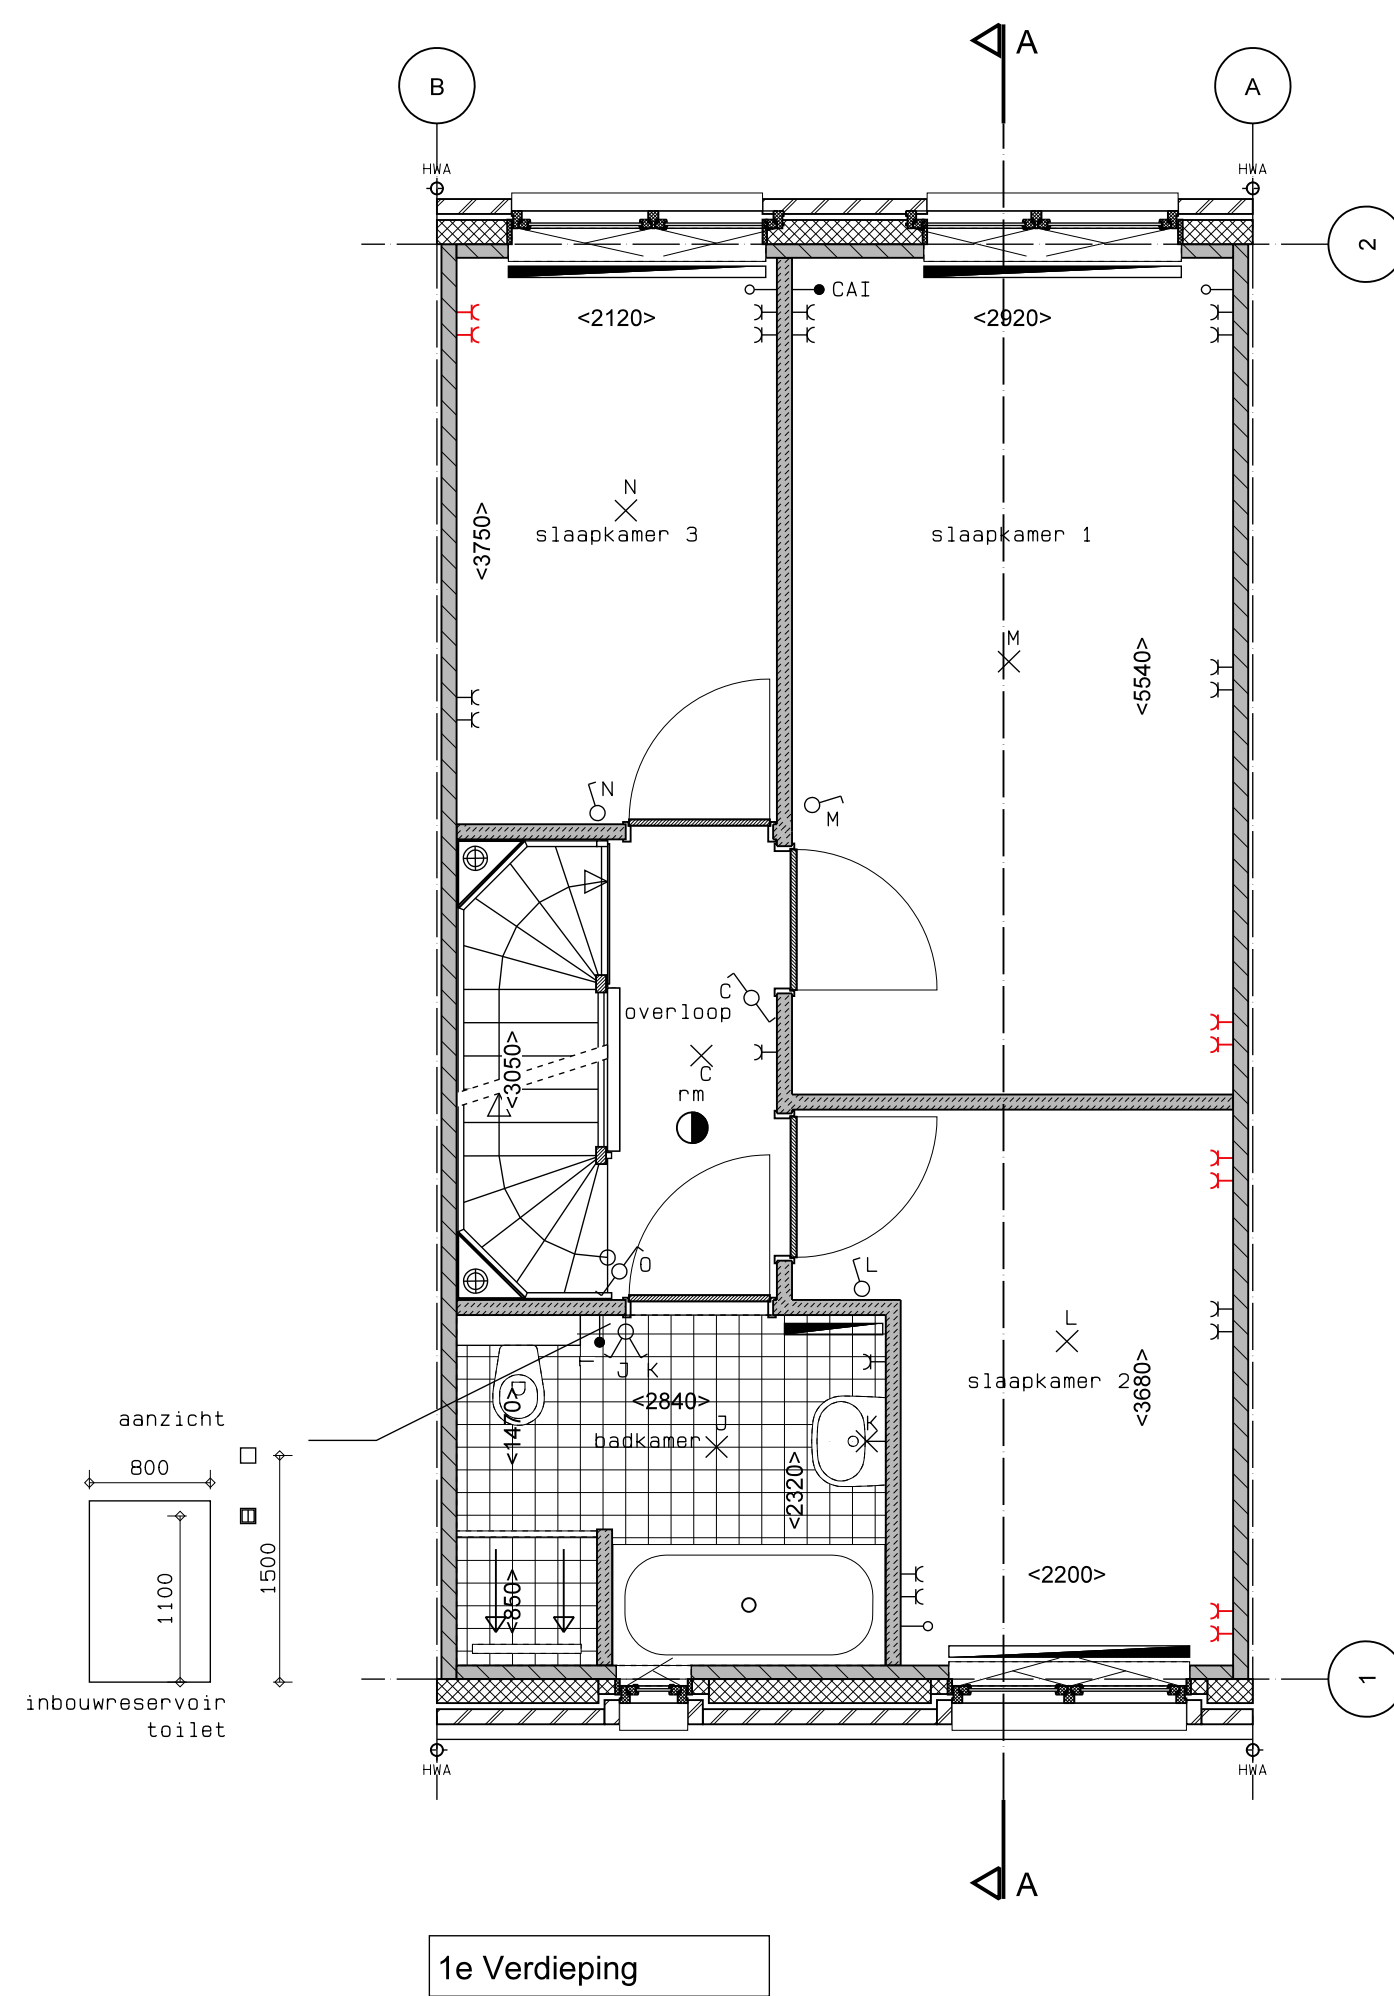 A
B
A
HWA
HWA
2
CAI
<2120>
<2920>
N
slaapkamer 3
slaapkamer 1
<3750>
M
<5540>
N
M
C
overloop
<3050>
C
rm
O
L
L
T
J K
slaapkamer 2
<3680>
<2840>
<1470>
D
J
K
badkamer
aanzicht
800
<2320>
1500
1100
<850>
<2200>
inbouwreservoir
toilet
1
HWA
HWA
A
1e Verdieping